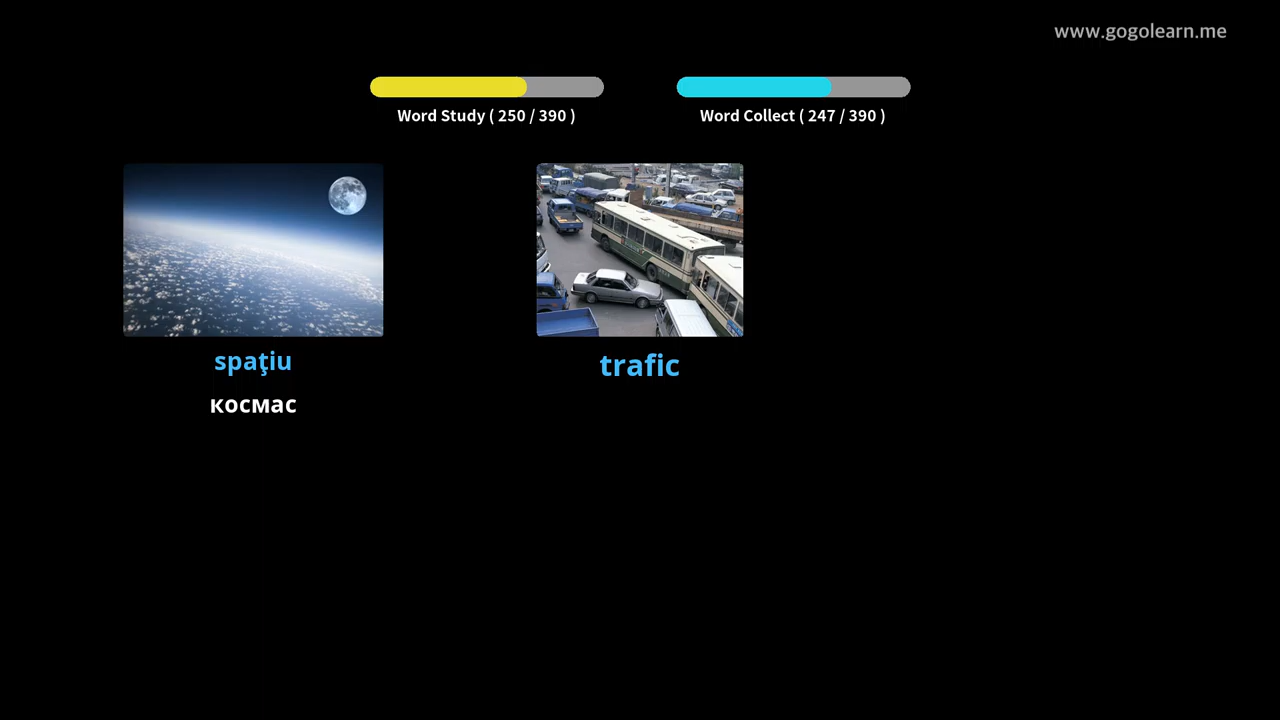 www.gogolearn.me
Word Study ( 250 / 390 )
Word Collect ( 247 / 390 )
spaţiu
trafic
космас